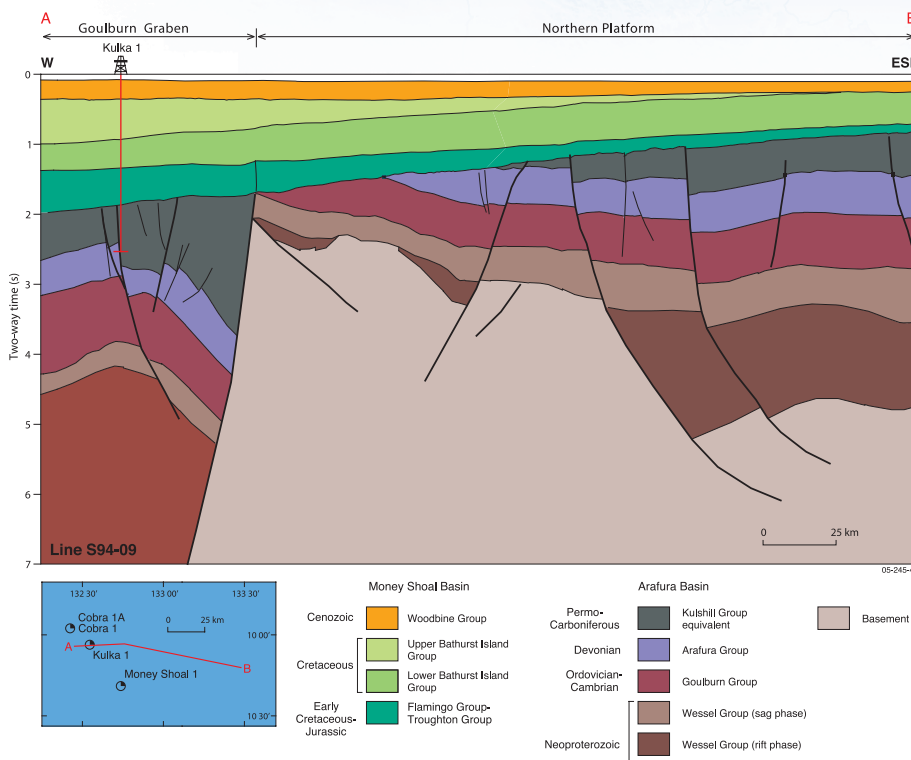 A
B
Goulburn Graben
Northern Platform
Kulka 1
W
ESE
0
1
2
3
4
5
6
7
Two-way time (s)
Line S94-09
0 25 km
05-245-
132 30'
133 00'
133 30'
Cobra 1A
Cobra 1
0 25 km
10 00'
A
Kulka 1
B
Money Shoal 1
10 30'
Money Shoal Basin
Cenozoic
Woodbine Group
Cretaceous
Upper Bathurst Island
Group
Lower Bathurst Island
Group
Early
Cretaceous-
Jurassic
Flamingo Group-
Troughton Group
Arafura Basin
Permo-
Carboniferous
Kulshill Group
equivalent
Devonian
Arafura Group
Ordovician-
Cambrian
Goulburn Group
Neoproterozoic
Wessel Group (sag phase)
Wessel Group (rift phase)
Basement